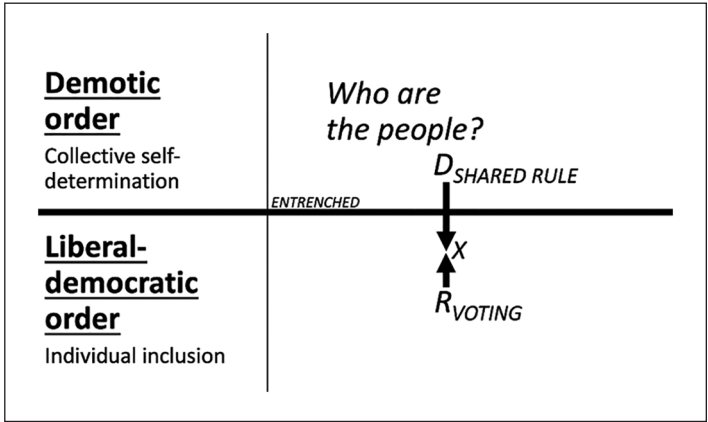 Demotic
order
Collective self-
determination
Who are
the people?
D SHARED RULE
ENTRENCHED
Liberal-
democratic
order
Individual inclusion
X
R VOTING